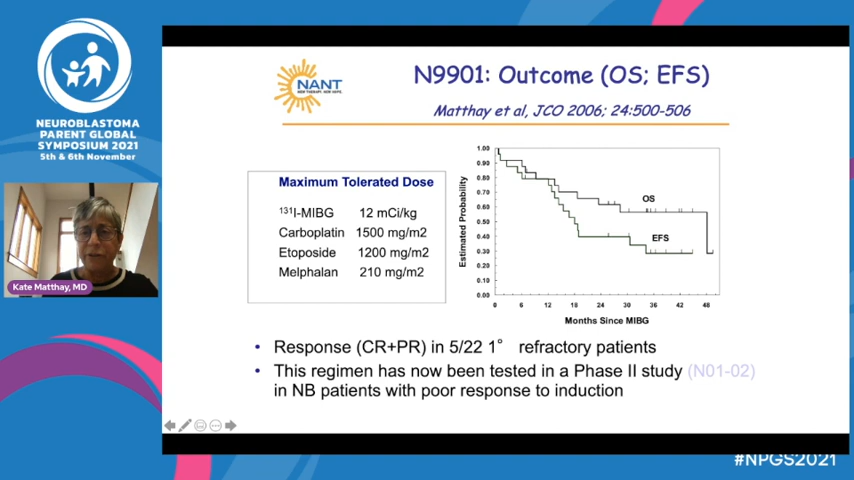 NEUROBLASTOMA
PARENT GLOBAL
SYMPOSIUM 2021
5th & 6th November
Kate Matthay, MD
NANT
NEW THERAPY. NEW HOPE.
N9901: Outcome (OS; EFS)
Matthay et al, JCO 2006; 24:500-506
Maximum Tolerated Dose
¹³¹I-MIBG 12 mCi/kg
Carboplatin 1500 mg/m2
Etoposide 1200 mg/m2
Melphalan 210 mg/m2
Estimated Probability
1.00
0.90
0.80
0.70
0.60
0.50
0.40
0.30
0.20
0.10
0.00
OS
EFS
0 6 12 18 24 30 36 42 48
Months Since MIBG
• Response (CR+PR) in 5/22 1° refractory patients
• This regimen has now been tested in a Phase II study (N01-02)
in NB patients with poor response to induction
#NPGS2021